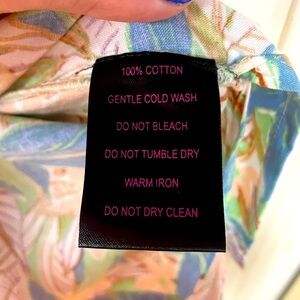 100% COTTON
GENTLE COLD WASH
DO NOT BLEACH
DO NOT TUMBLE DRY
WARM IRON
DO NOT DRY CLEAN